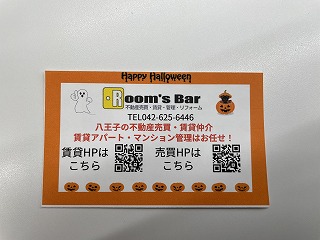 Happy Halloween
Room's Bar
不動産売買・賃貸・管理・リフォーム
TEL042-625-6446
八王子の不動産売買・賃貸仲介
賃貸アパート・マンション管理はお任せ！
賃貸HPは
こちら
売買HPは
こちら